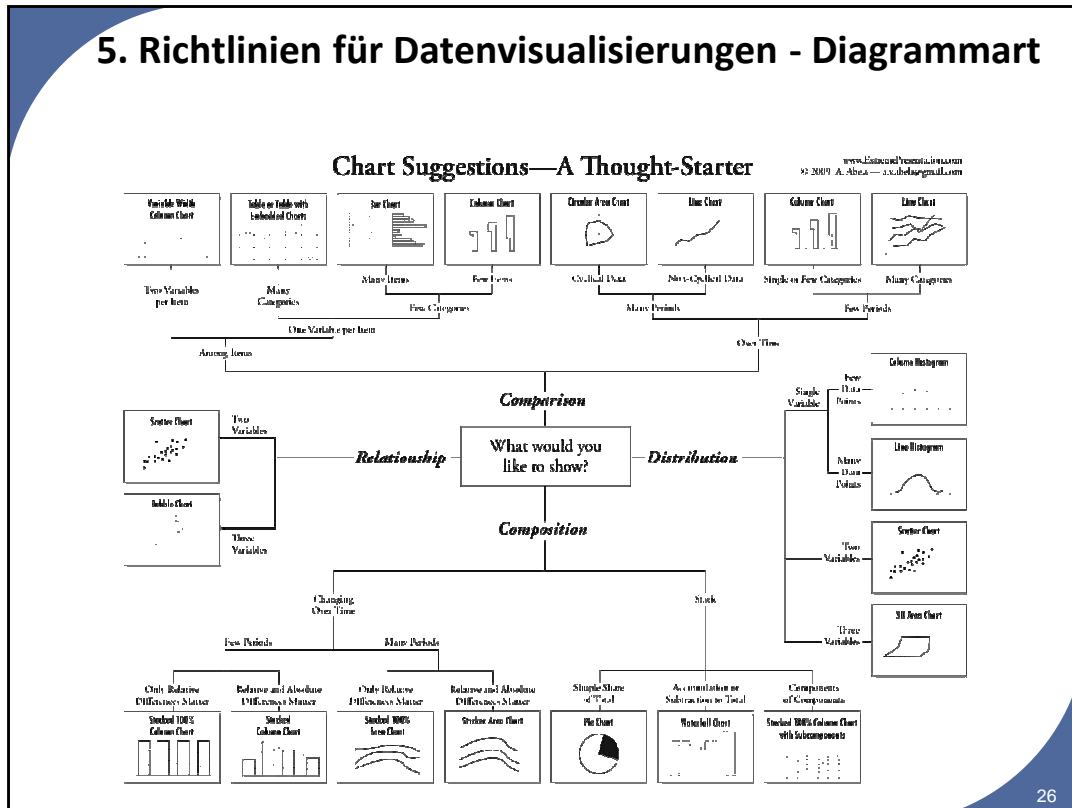 5. Richtlinien für Datenvisualisierungen - Diagrammart
Chart Suggestions—A Thought-Starter
www.ExtremePresentation.com
© 2009 A. Abela —
Variable Width
Column Chart
Table or Table with
Embedded Charts
Bar Chart
Column Chart
Circular Area Chart
Line Chart
Column Chart
Line Chart
Two Variables
per Item
Many
Categories
Many Items
Few Items
Cyclical Data
Non-Cyclical Data
Single or Few Categories
Many Categories
Few Categories
Many Periods
Few Periods
One Variable per Item
Among Items
Over Time
Comparison
What would you
like to show?
Relationship
Distribution
Composition
Scatter Chart
Two
Variables
Bubble Chart
Three
Variables
Single
Variable
Few
Data
Points
Column Histogram
Many
Data
Points
Line Histogram
Two
Variables
Scatter Chart
Three
Variables
3D Area Chart
Changing
Over Time
Static
Few Periods
Many Periods
Only Relative
Differences Matter
Relative and Absolute
Differences Matter
Only Relative
Differences Matter
Relative and Absolute
Differences Matter
Simple Share
of Total
Accumulation or
Subtraction to Total
Components
of Components
Stacked 100%
Column Chart
Stacked
Column Chart
Stacked 100%
Area Chart
Stacked Area Chart
Pie Chart
Waterfall Chart
Stacked 100% Column Chart
with Subcomponents
26